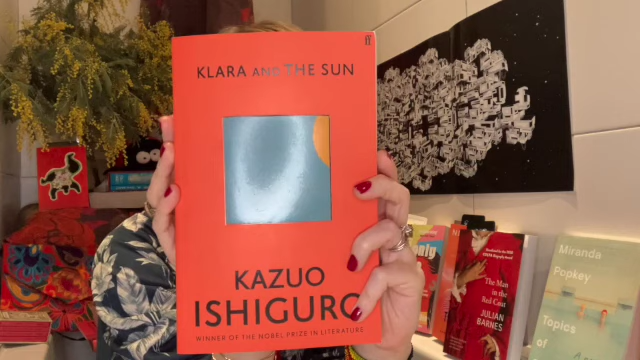 ff
KLARA AND THE SUN
KAZUO
ISHIGURO
WINNER OF THE NOBEL PRIZE IN LITERATURE
The Man
in the
Red Coat
JULIAN
BARNES
Miranda
Popkey
Topics
of